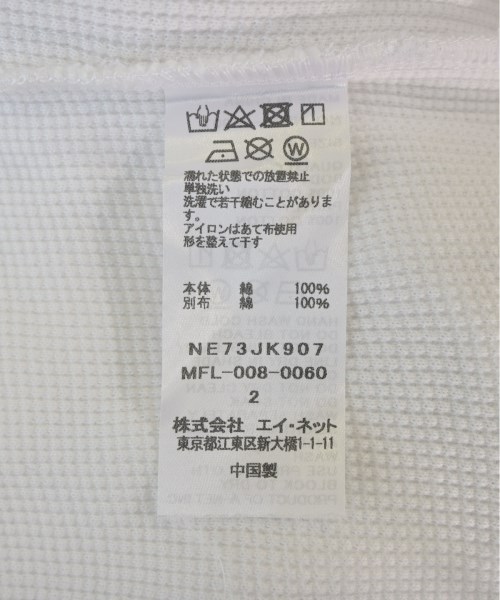 濡れた状態での放置禁止
単独洗い
洗濯で若干縮むことがありま
す。
アイロンはあて布使用
形を整えて干す
本体 綿 100%
別布 綿 100%
NE73JK907
MFL-008-0060
2
株式会社 エイ・ネット
東京都江東区新大橋1-1-11
中国製